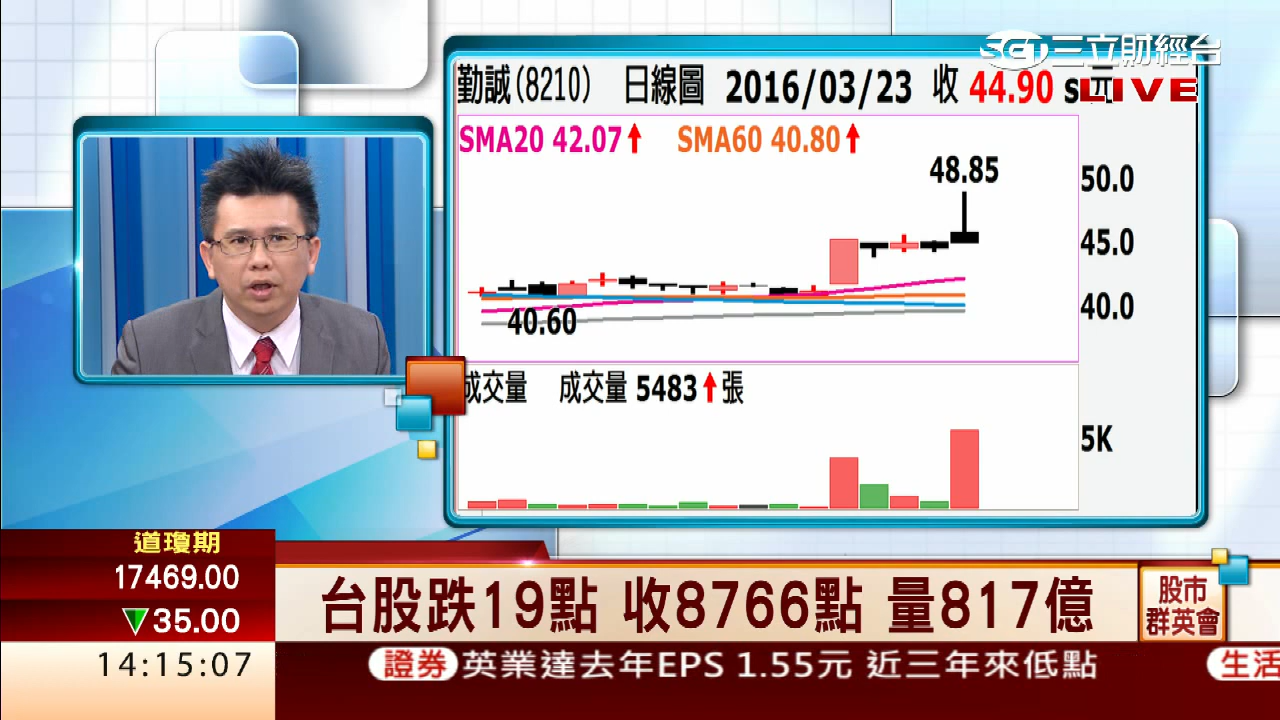 SET三立財經台
LIVE
勤誠(8210) 日線圖 2016/03/23 收 44.90 s 元
SMA20 42.07↑ SMA60 40.80↑
48.85
50.0
45.0
40.0
40.60
成交量 成交量 5483↑張
5K
道瓊期
17469.00
▼35.00
14:15:07
台股跌19點 收8766點 量817億
股市
群英會
證券 英業達去年EPS 1.55元 近三年來低點
生活